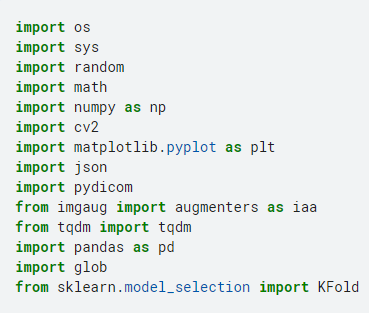 import os
import sys
import random
import math
import numpy as np
import cv2
import matplotlib.pyplot as plt
import json
import pydicom
from imgaug import augmenters as iaa
from tqdm import tqdm
import pandas as pd
import glob
from sklearn.model_selection import KFold